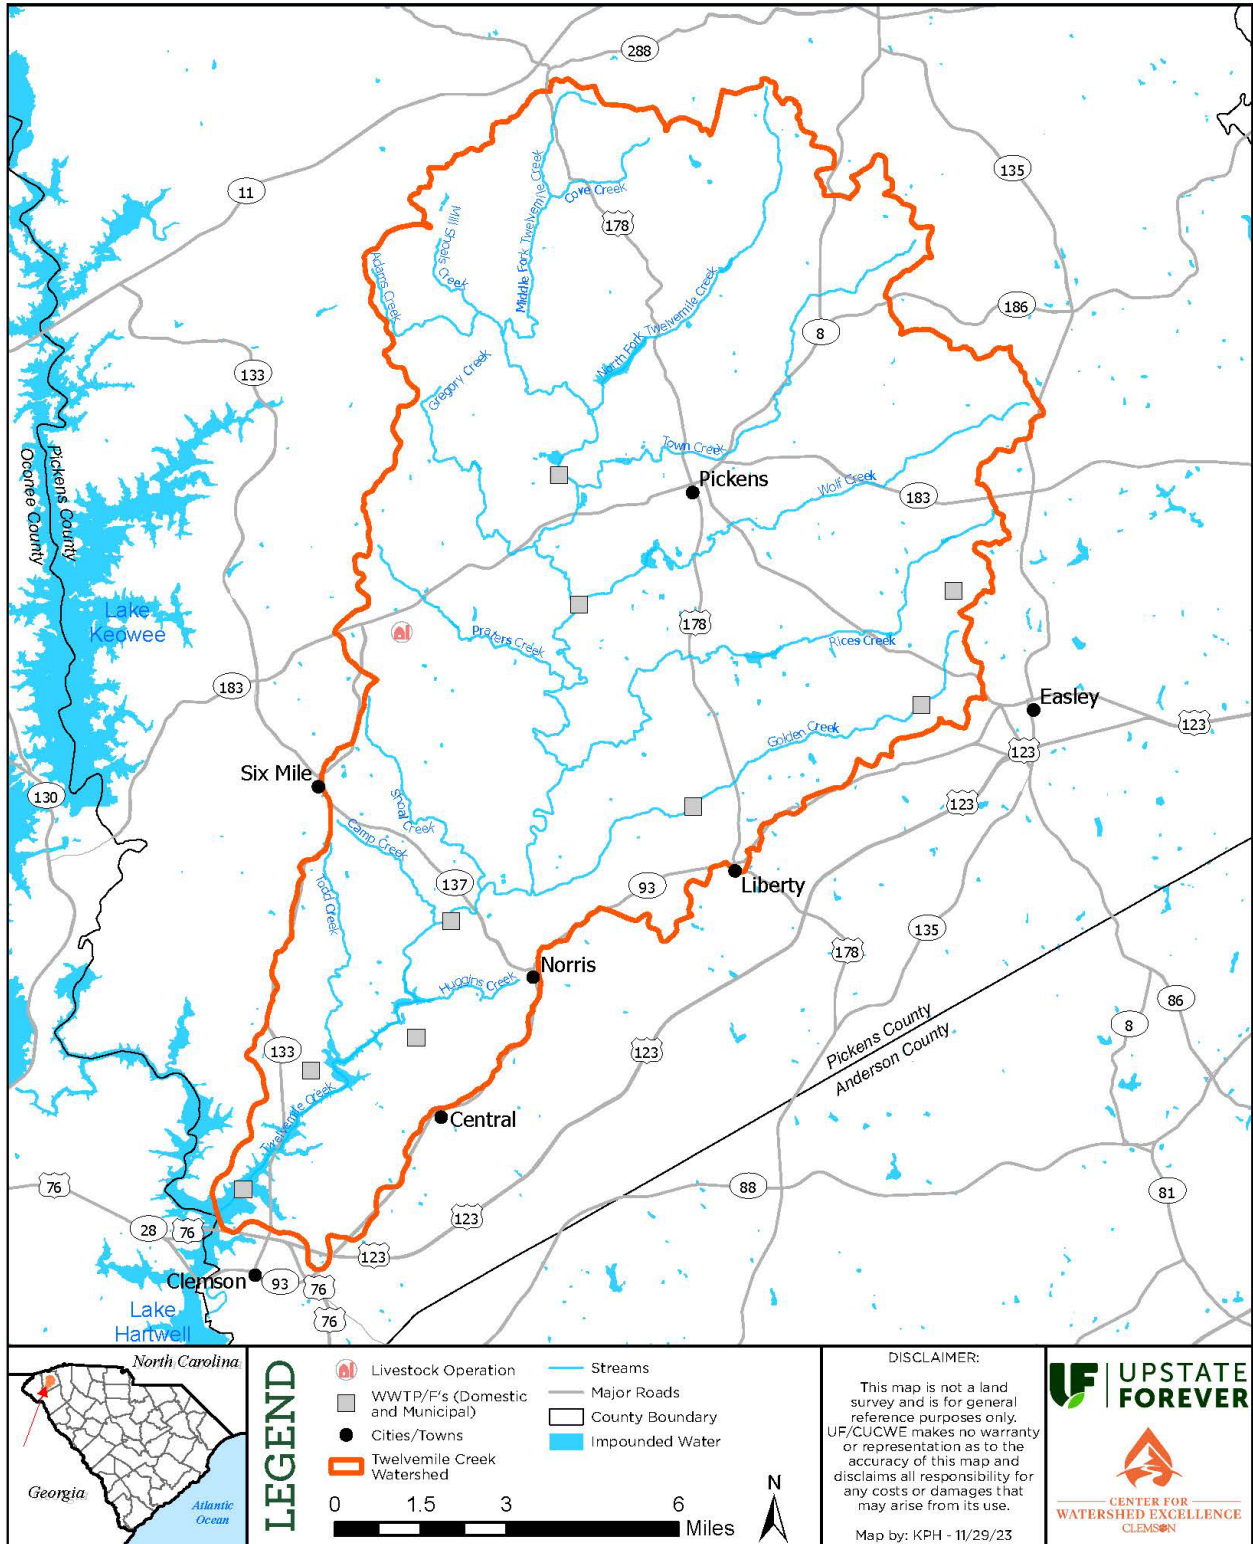 288
11
135
Cove Creek
Middle Fork Twelvemile Creek
Mill Shoals Creek
178
Adams Creek
North Fork Twelvemile Creek
186
8
133
Gregory Creek
Town Creek
Pickens
Wolf Creek
183
Pickens County
Oconee County
Lake
Keowee
Praters Creek
178
Rices Creek
183
Easley
123
Golden Creek
123
Six Mile
130
123
Shoal Creek
Camp Creek
137
93
Liberty
Todd Creek
135
178
Norris
Huggins Creek
86
8
Pickens County
Anderson County
133
123
Twelvemile Creek
Central
76
88
81
28
76
123
123
Clemson
93
76
76
Lake
Hartwell
North Carolina
Georgia
Atlantic
Ocean
LEGEND
Livestock Operation
WWTP/F's (Domestic
and Municipal)
Cities/Towns
Twelvemile Creek
Watershed
Streams
Major Roads
County Boundary
Impounded Water
0 1.5 3 6
Miles
N
DISCLAIMER:
This map is not a land
survey and is for general
reference purposes only.
UF/CUCWE makes no warranty
or representation as to the
accuracy of this map and
disclaims all responsibility for
any costs or damages that
may arise from its use.
Map by: KPH - 11/29/23
UF
UPSTATE
FOREVER
CENTER FOR
WATERSHED EXCELLENCE
CLEMSON